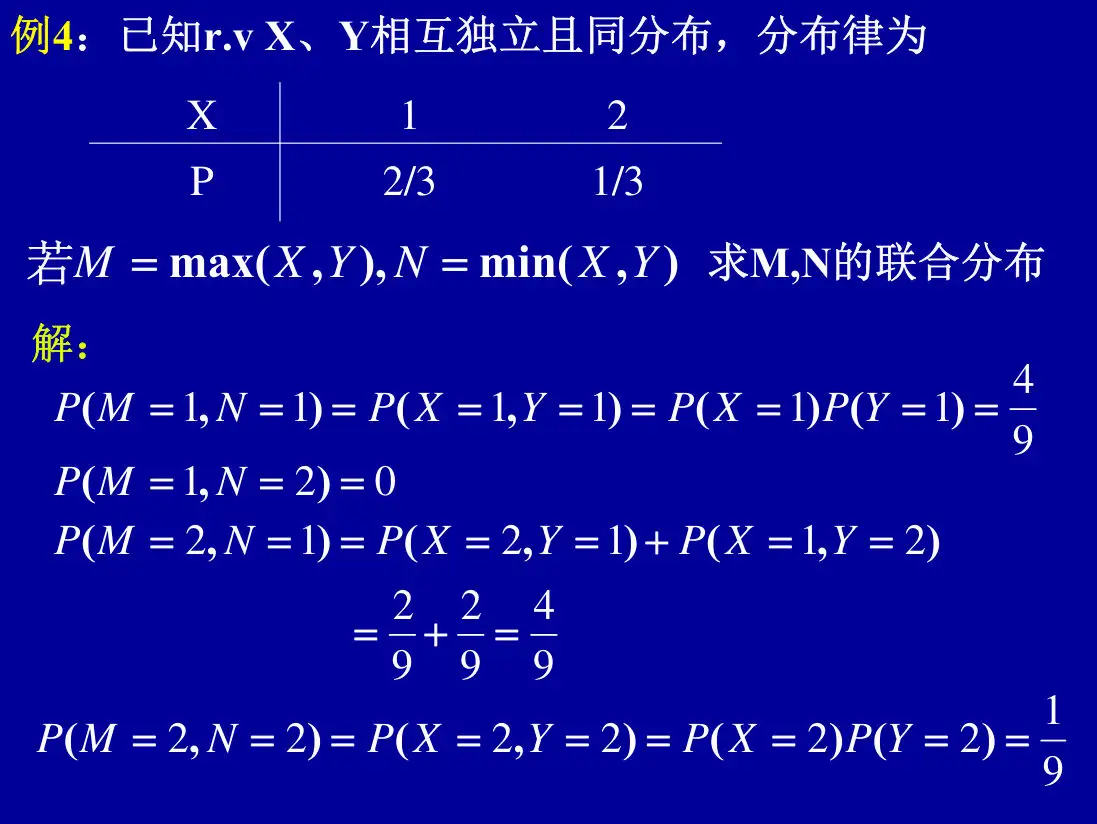 例4：已知r.v X、Y相互独立且同分布，分布律为
X 1 2
P 2/3 1/3
若M = max(X,Y), N = min(X,Y) 求M,N的联合分布
解：
P(M = 1, N = 1) = P(X = 1, Y = 1) = P(X = 1)P(Y = 1) = 4/9
P(M = 1, N = 2) = 0
P(M = 2, N = 1) = P(X = 2, Y = 1) + P(X = 1, Y = 2)
= 2/9 + 2/9 = 4/9
P(M = 2, N = 2) = P(X = 2, Y = 2) = P(X = 2)P(Y = 2) = 1/9